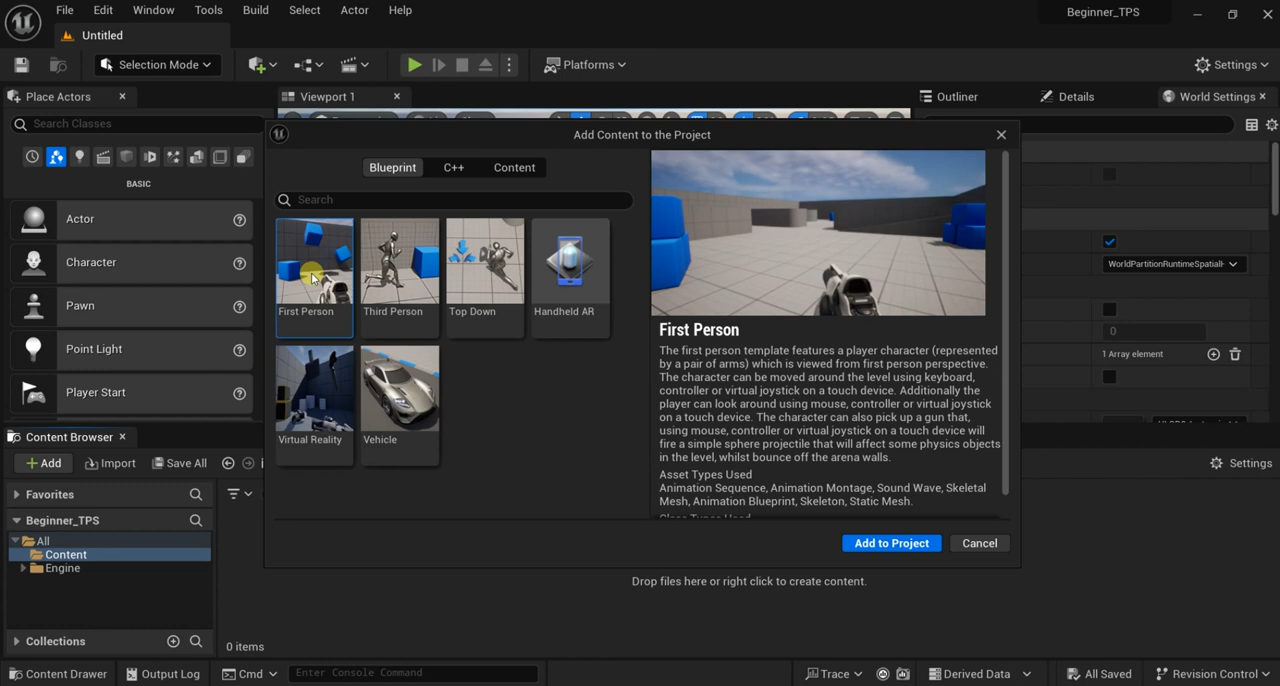 File Edit Window Tools Build Select Actor Help
Beginner_TPS
Untitled
Selection Mode
Platforms
Settings
Place Actors
Viewport 1
Outliner
Details
World Settings
Search Classes
Add Content to the Project
Blueprint
C++
Content
BASIC
Search
Actor
Character
Pawn
Point Light
Player Start
First Person
Third Person
Top Down
Handheld AR
Virtual Reality
Vehicle
First Person
The first person template features a player character (represented
by a pair of arms) which is viewed from first person perspective.
The character can be moved around the level using keyboard,
controller or virtual joystick on a touch device. Additionally the
player can look around using mouse, controller or virtual joystick
on a touch device. The character can also pick up a gun that,
using mouse, controller or virtual joystick on a touch device will
fire a simple sphere projectile that will affect some physics objects
in the level, whilst bounce off the arena walls.
Asset Types Used
Animation Sequence, Animation Montage, Sound Wave, Skeletal
Mesh, Animation Blueprint, Skeleton, Static Mesh.
WorldPartitionRuntimeSpatialH
0
1 Array element
Add to Project
Cancel
Content Browser
Add
Import
Save All
Settings
Favorites
Beginner_TPS
All
Content
Engine
Drop files here or right click to create content.
Collections
0 items
Content Drawer
Output Log
Cmd
Enter Console Command
Trace
Derived Data
All Saved
Revision Control